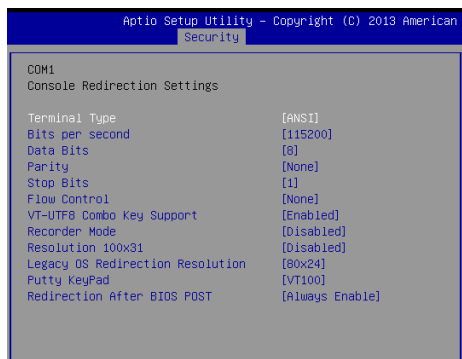 Aptio Setup Utility – Copyright (C) 2013 American
Security
COM1
Console Redirection Settings
Terminal Type [ANSI]
Bits per second [115200]
Data Bits [8]
Parity [None]
Stop Bits [1]
Flow Control [None]
VT-UTF8 Combo Key Support [Enabled]
Recorder Mode [Disabled]
Resolution 100x31 [Disabled]
Legacy OS Redirection Resolution [80x24]
Putty KeyPad [VT100]
Redirection After BIOS POST [Always Enable]